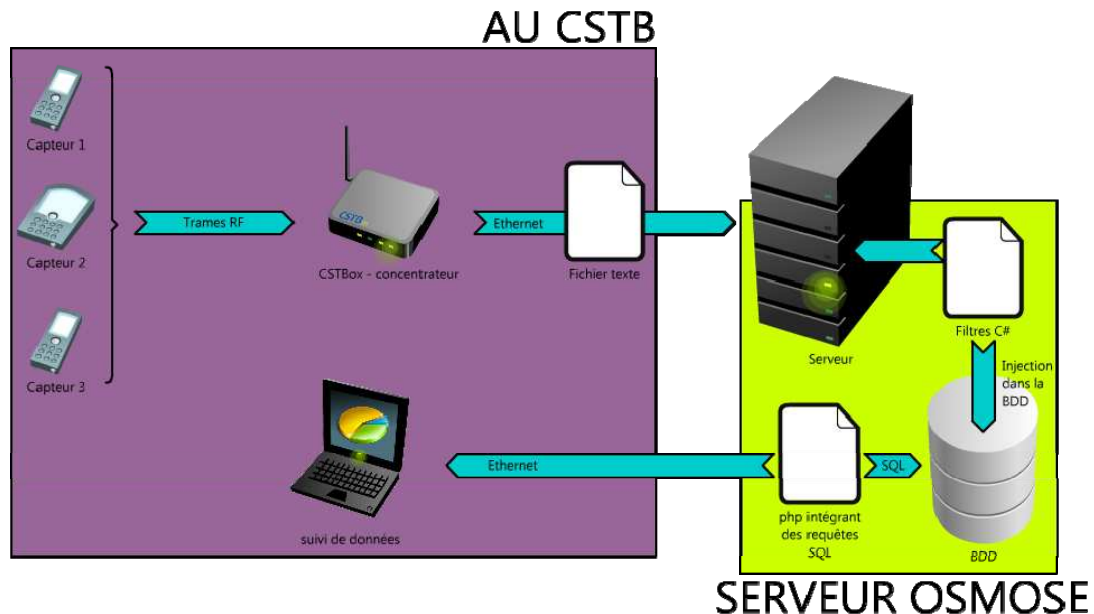 AU CSTB
Capteur 1
Capteur 2
Capteur 3
Trames RF
CSTB
CSTBox - concentrateur
Ethernet
Fichier texte
Serveur
Filtres C#
Injection
dans la
BDD
suivi de données
Ethernet
php intégrant
des requêtes
SQL
SQL
BDD
SERVEUR OSMOSE